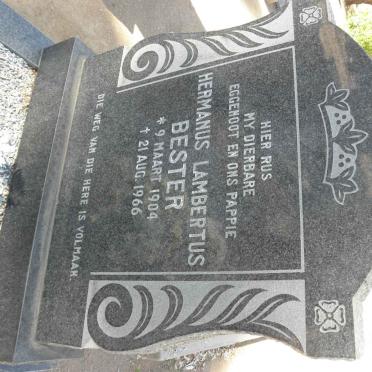 HIER RUS
MY DIERBARE
EGGENOOT EN ONS PAPPIE
HERMANUS LAMBERTUS
BESTER
* 9 MAART 1904
† 21 AUG. 1966
DIE WEG VAN DIE HERE IS VOLMAAK